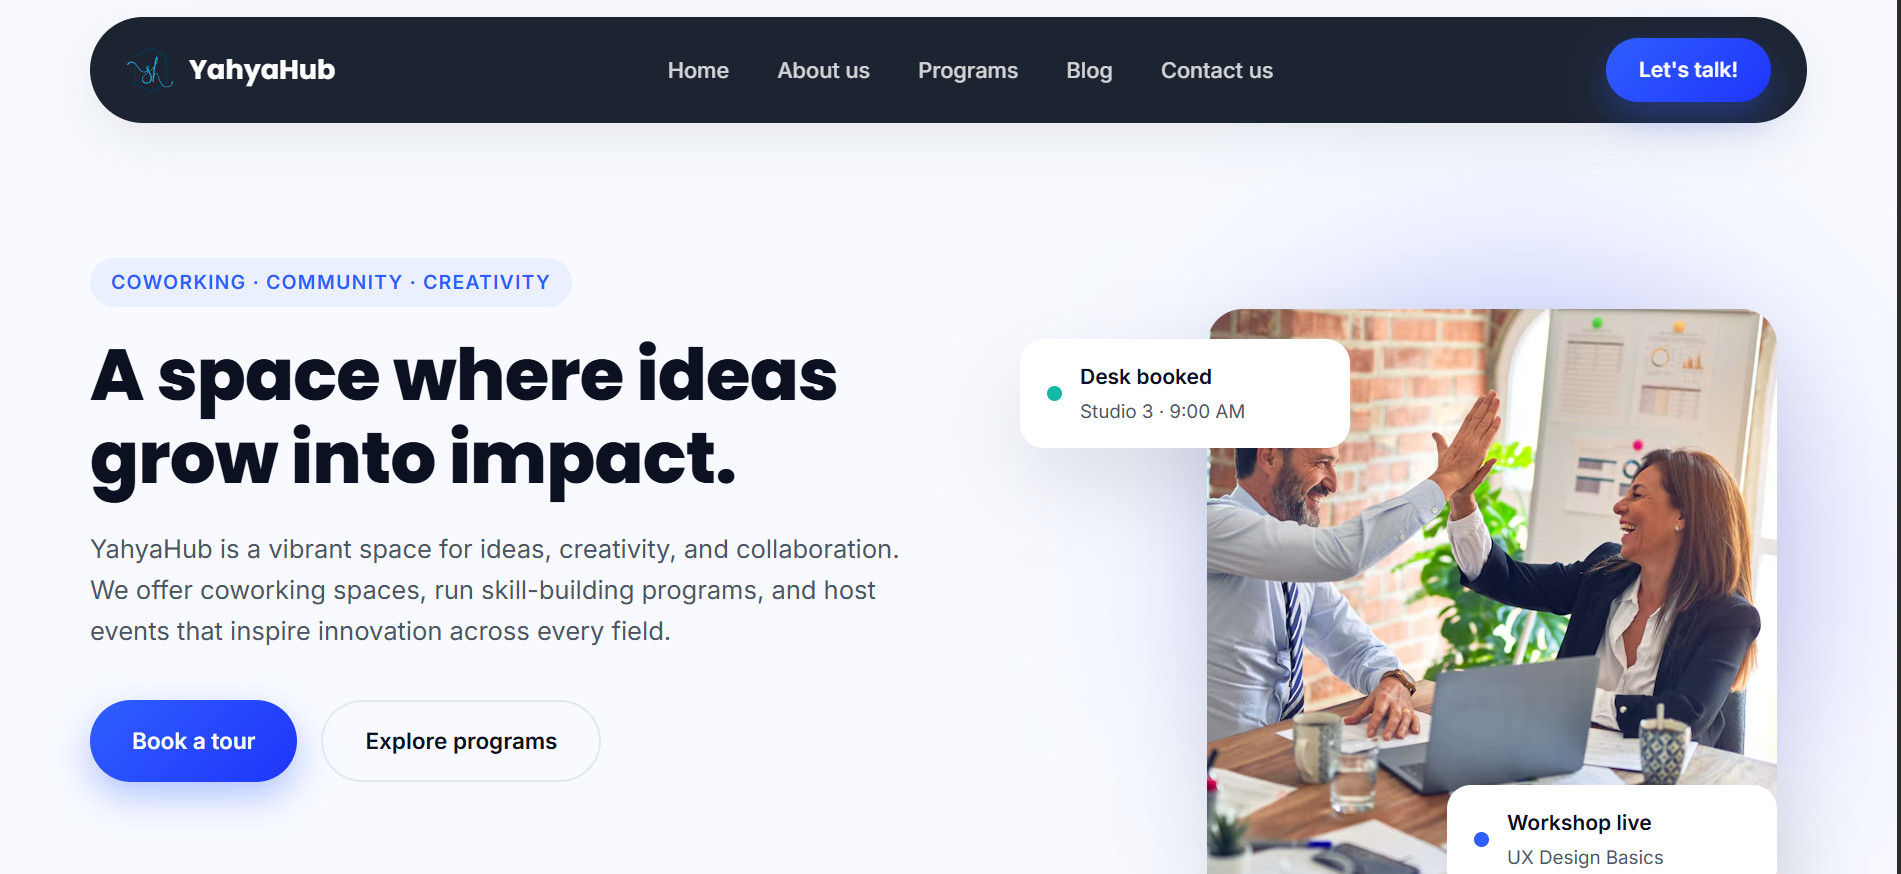 sh
YahyaHub
Home
About us
Programs
Blog
Contact us
Let's talk!
COWORKING · COMMUNITY · CREATIVITY
A space where ideas
grow into impact.
YahyaHub is a vibrant space for ideas, creativity, and collaboration.
We offer coworking spaces, run skill-building programs, and host
events that inspire innovation across every field.
Book a tour
Explore programs
Desk booked
Studio 3 · 9:00 AM
Workshop live
UX Design Basics